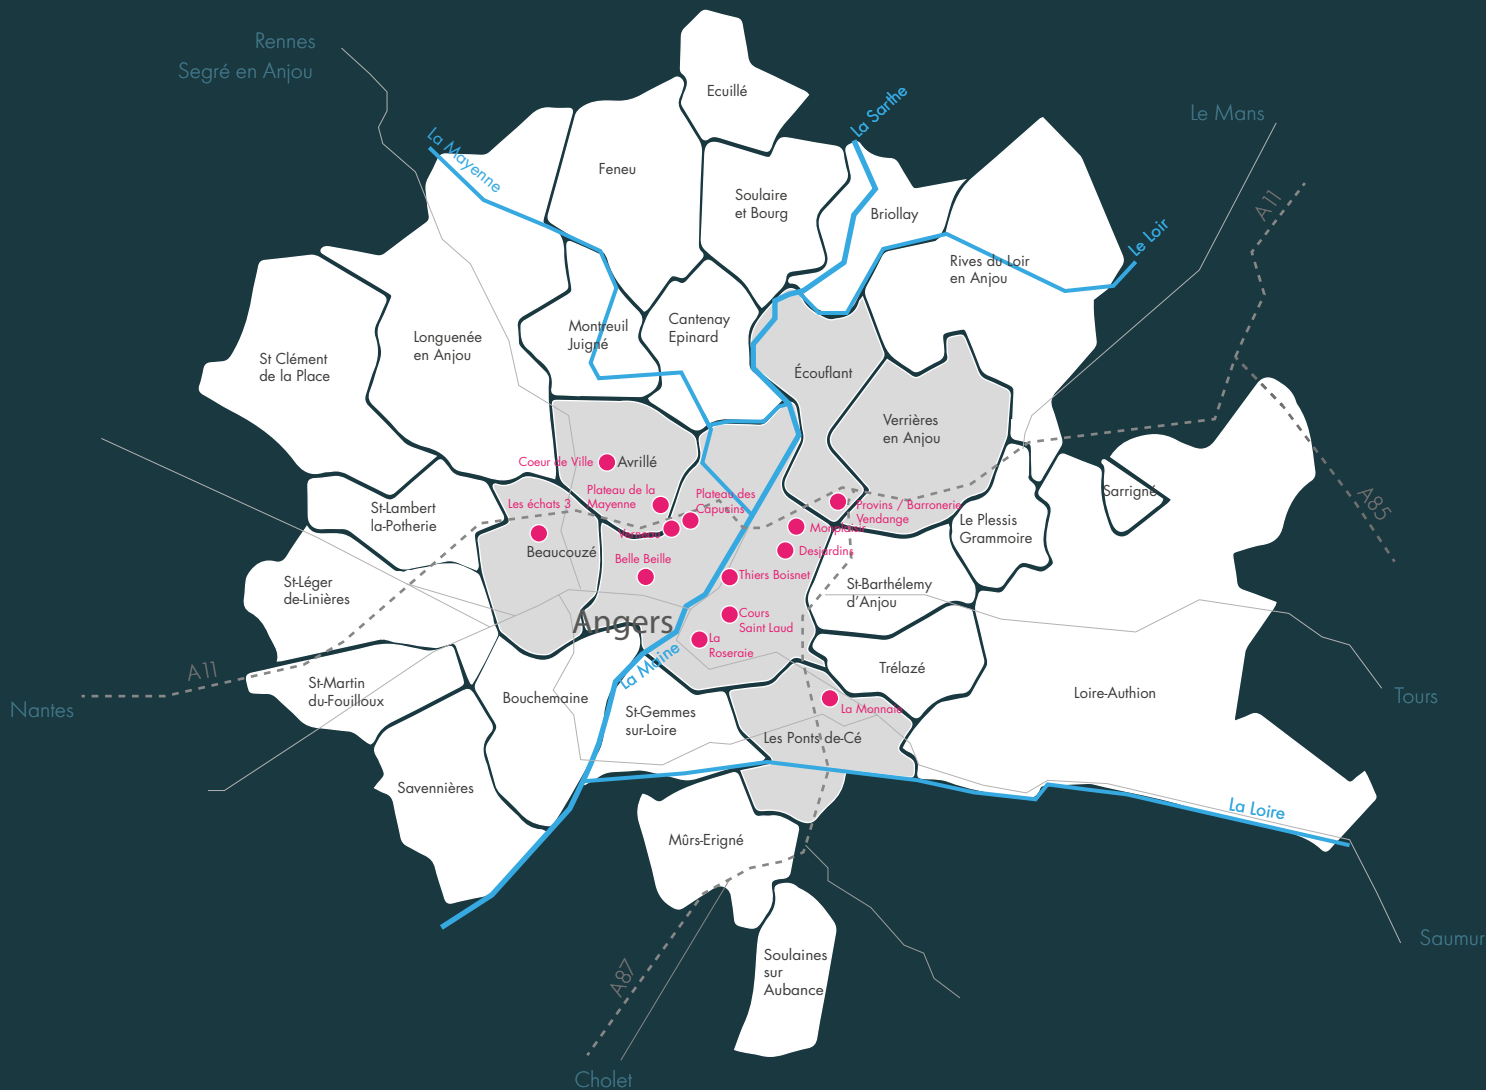 Rennes
Segré en Anjou
Ecuillé
La Sarthe
Le Mans
La Mayenne
Feneu
Soulaire
et Bourg
Briollay
A11
Le Loir
Rives du Loir
en Anjou
St Clément
de la Place
Longuenée
en Anjou
Montreuil
Juigné
Cantenay
Epinard
Écouflant
Verrières
en Anjou
Coeur de Ville
Avrillé
Plateau de la
Mayenne
Plateau des
Capucins
Verneau
Les échats 3
Beaucouzé
Belle Beille
Provins / Barronerie
Vendange
Monplaisir
Desjardins
Thiers Boisnet
Cours
Saint Laud
La
Roseraie
Angers
La Maine
Sarrigné
A85
Le Plessis
Grammoire
St-Lambert
la-Potherie
St-Léger
de-Linières
St-Barthélemy
d'Anjou
Trélazé
Loire-Authion
Tours
A11
Nantes
St-Martin
du-Fouilloux
Bouchemaine
St-Gemmes
sur-Loire
La Monnaie
Les Ponts-de-Cé
Savennières
La Loire
Mûrs-Erigné
Saumur
A87
Soulaines
sur
Aubance
Cholet